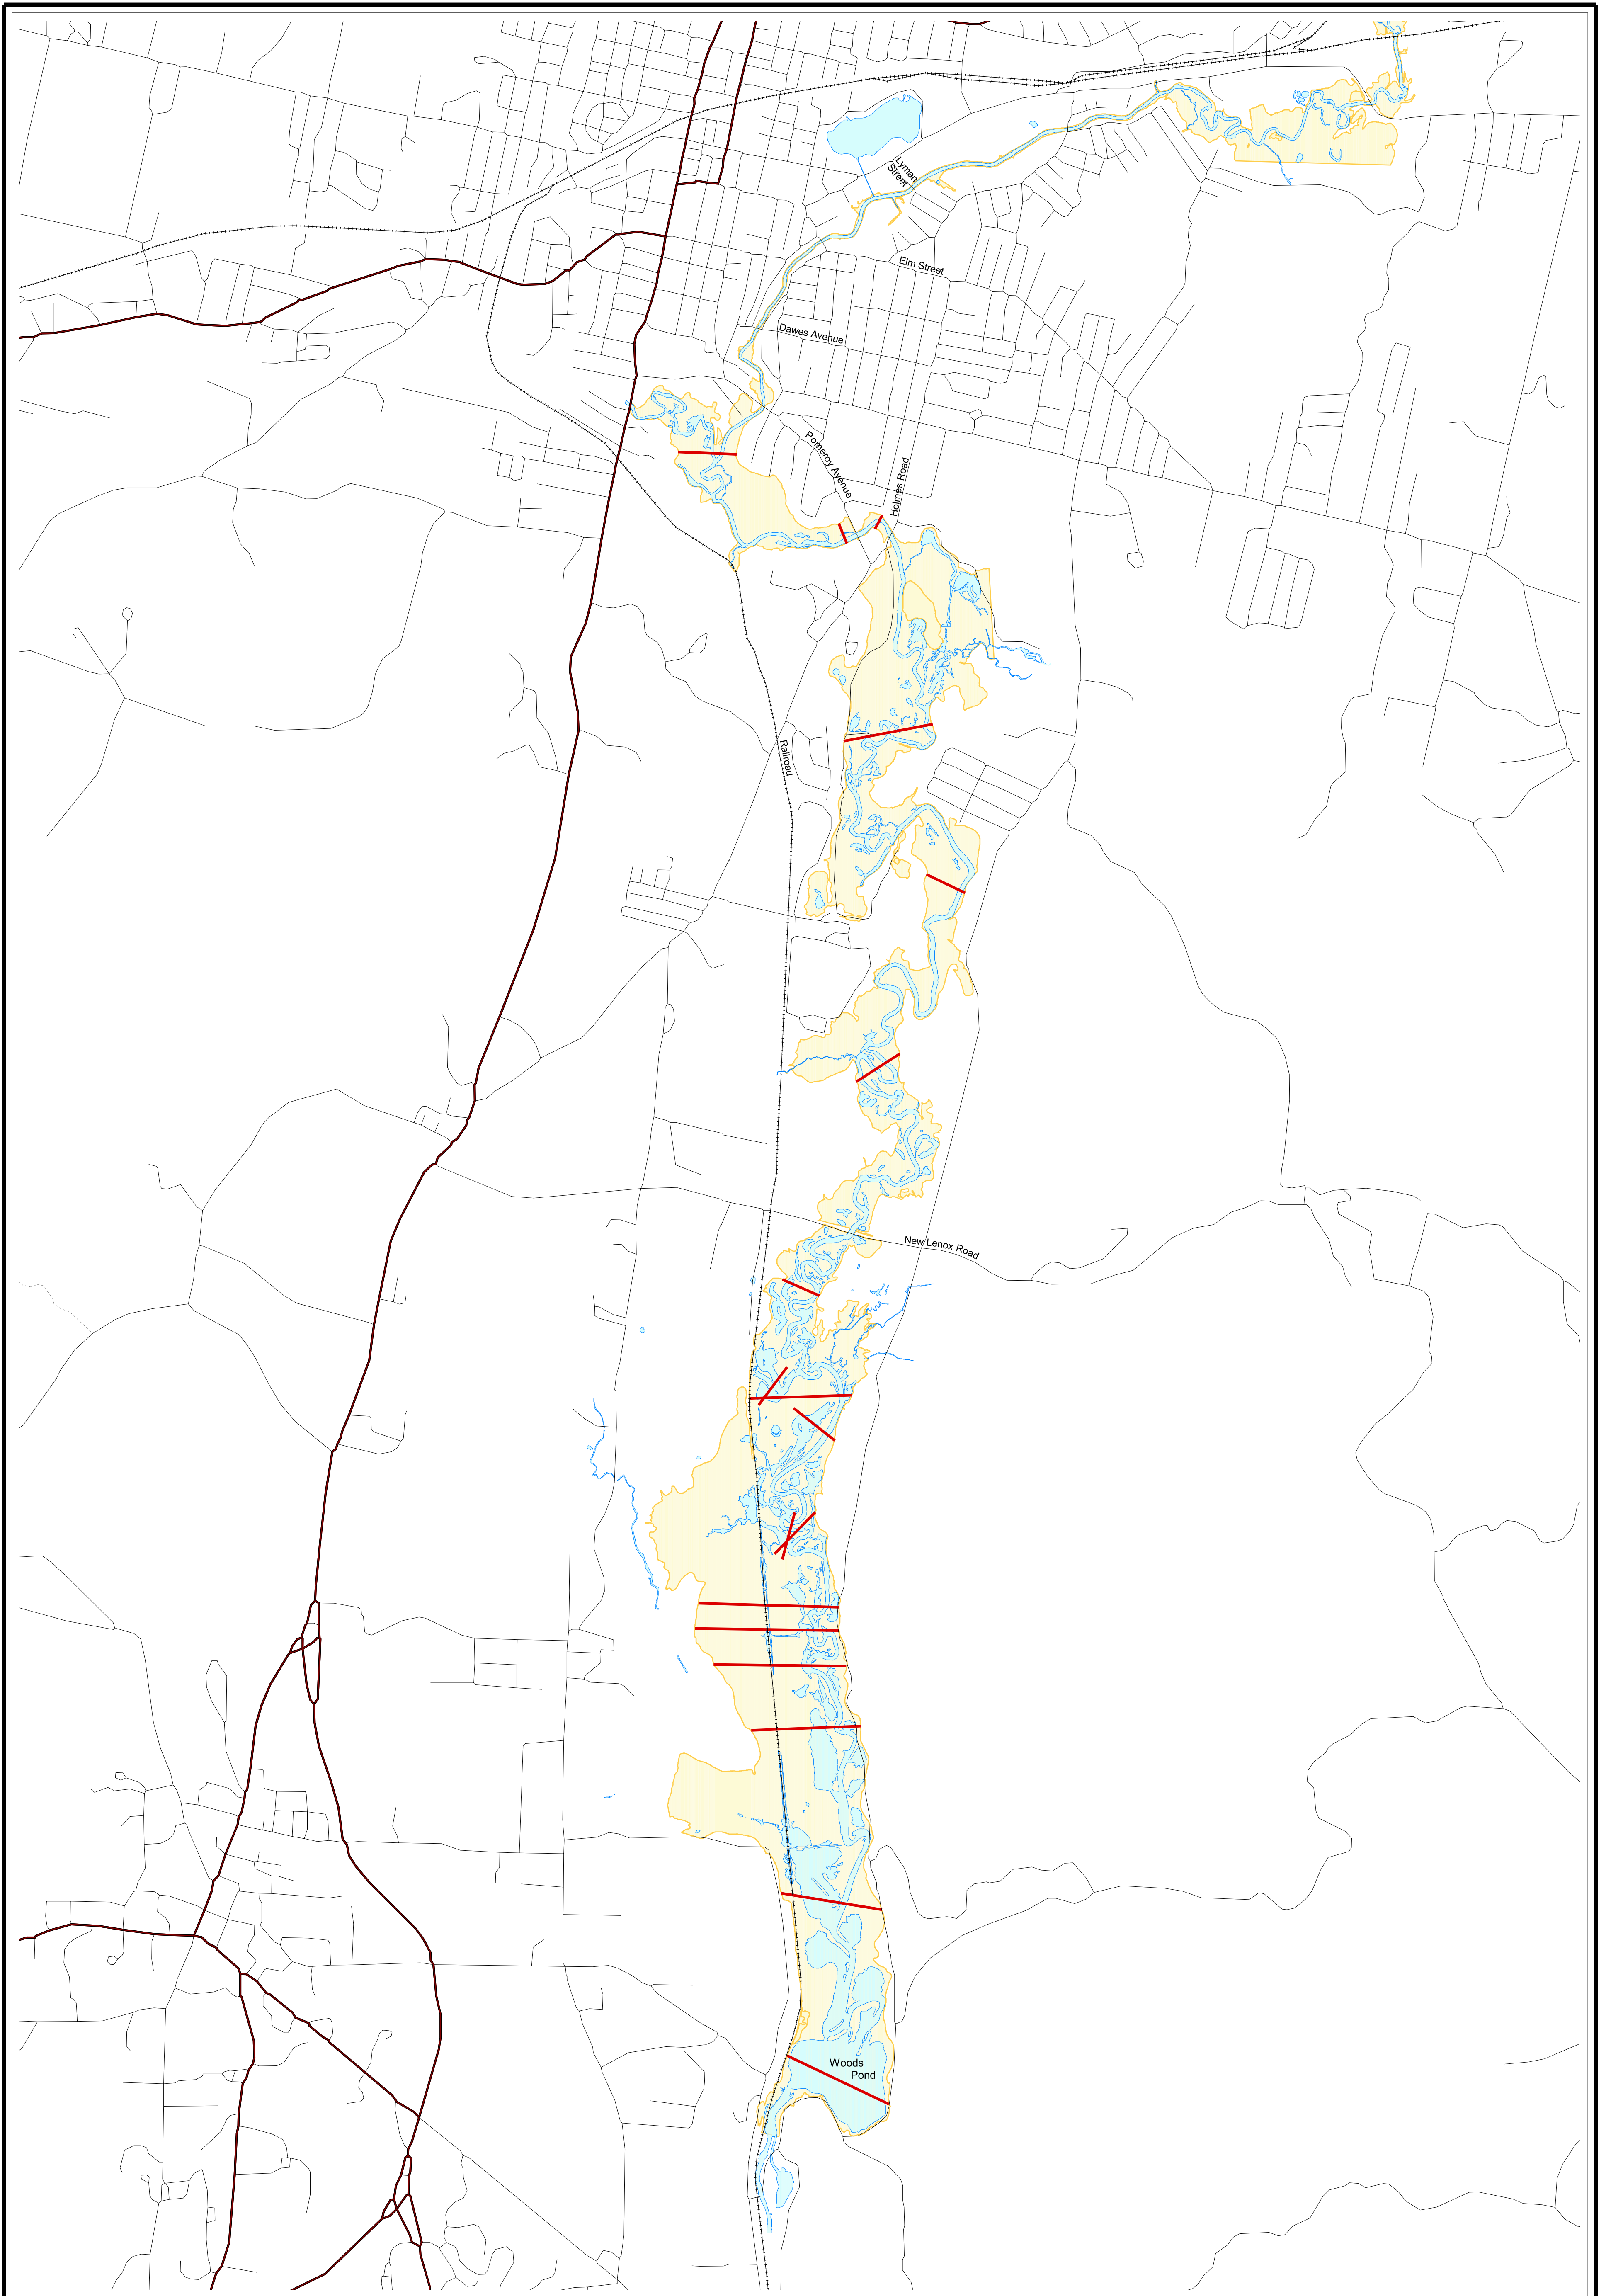 Lyman
Street
Elm Street
Dawes Avenue
Pomeroy Avenue
Holmes Road
Railroad
New Lenox Road
Woods
Pond